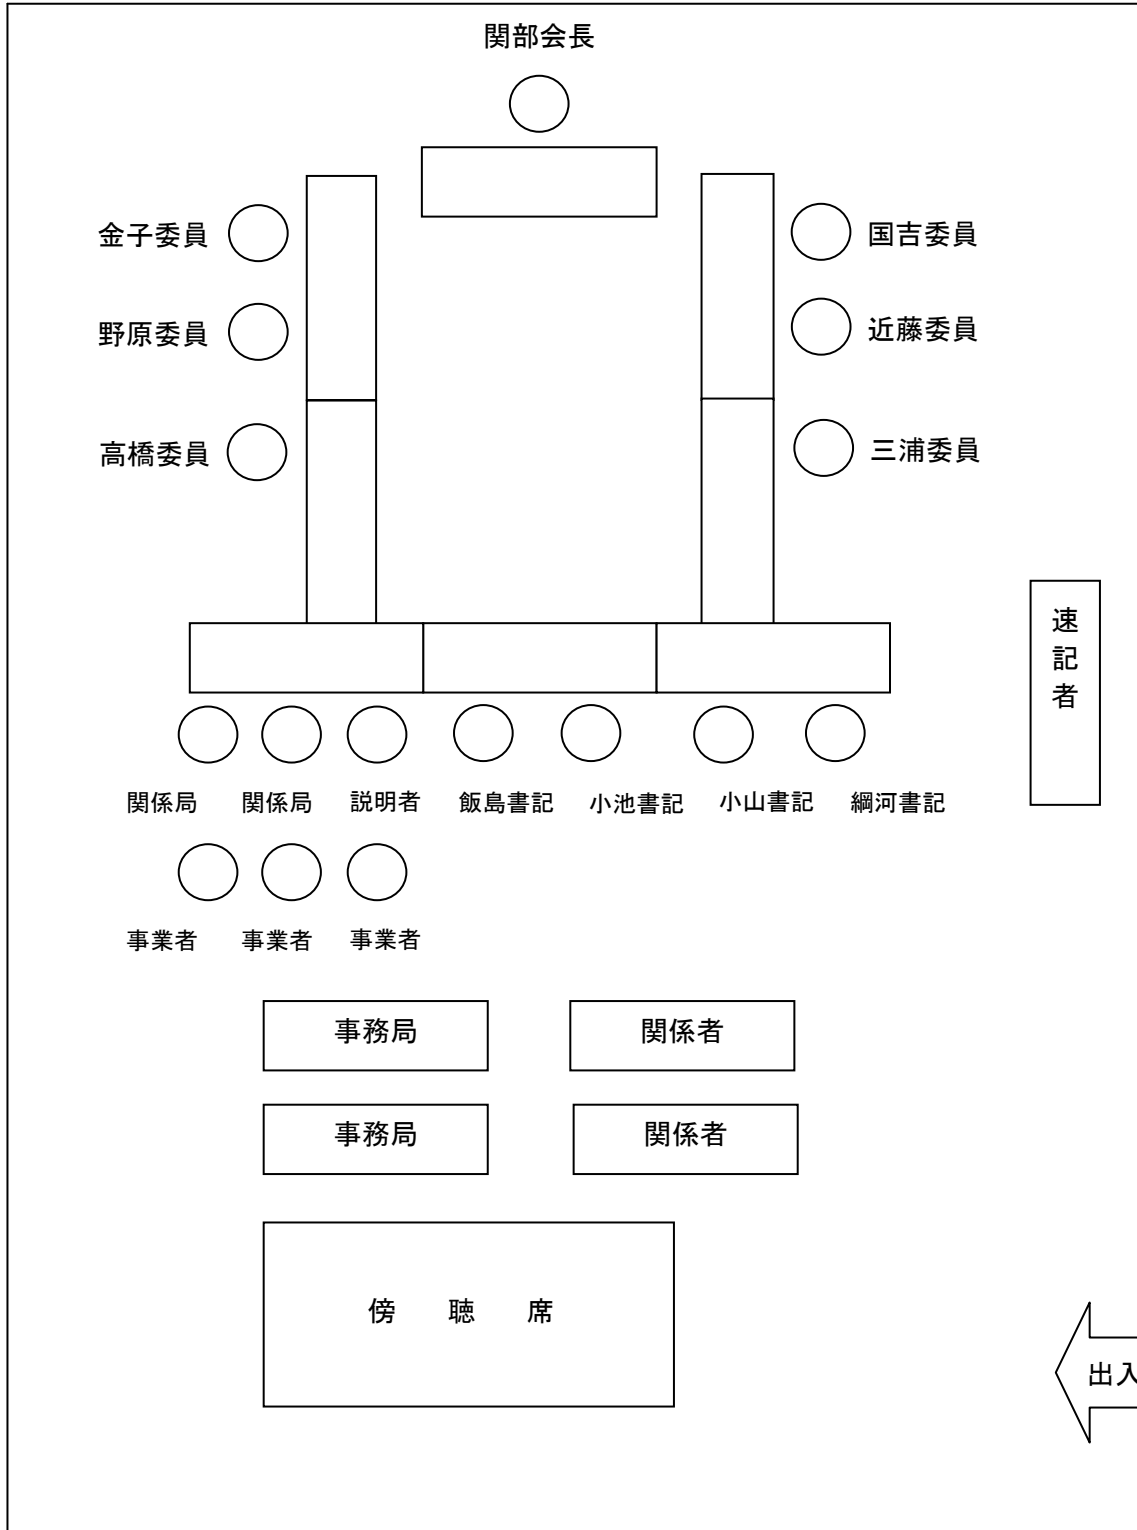 関部会長
金子委員
国吉委員
野原委員
近藤委員
高橋委員
三浦委員
速記者
関係局 関係局 説明者 飯島書記 小池書記 小山書記 綱河書記
事業者 事業者 事業者
事務局 関係者
事務局 関係者
傍 聴 席
出入